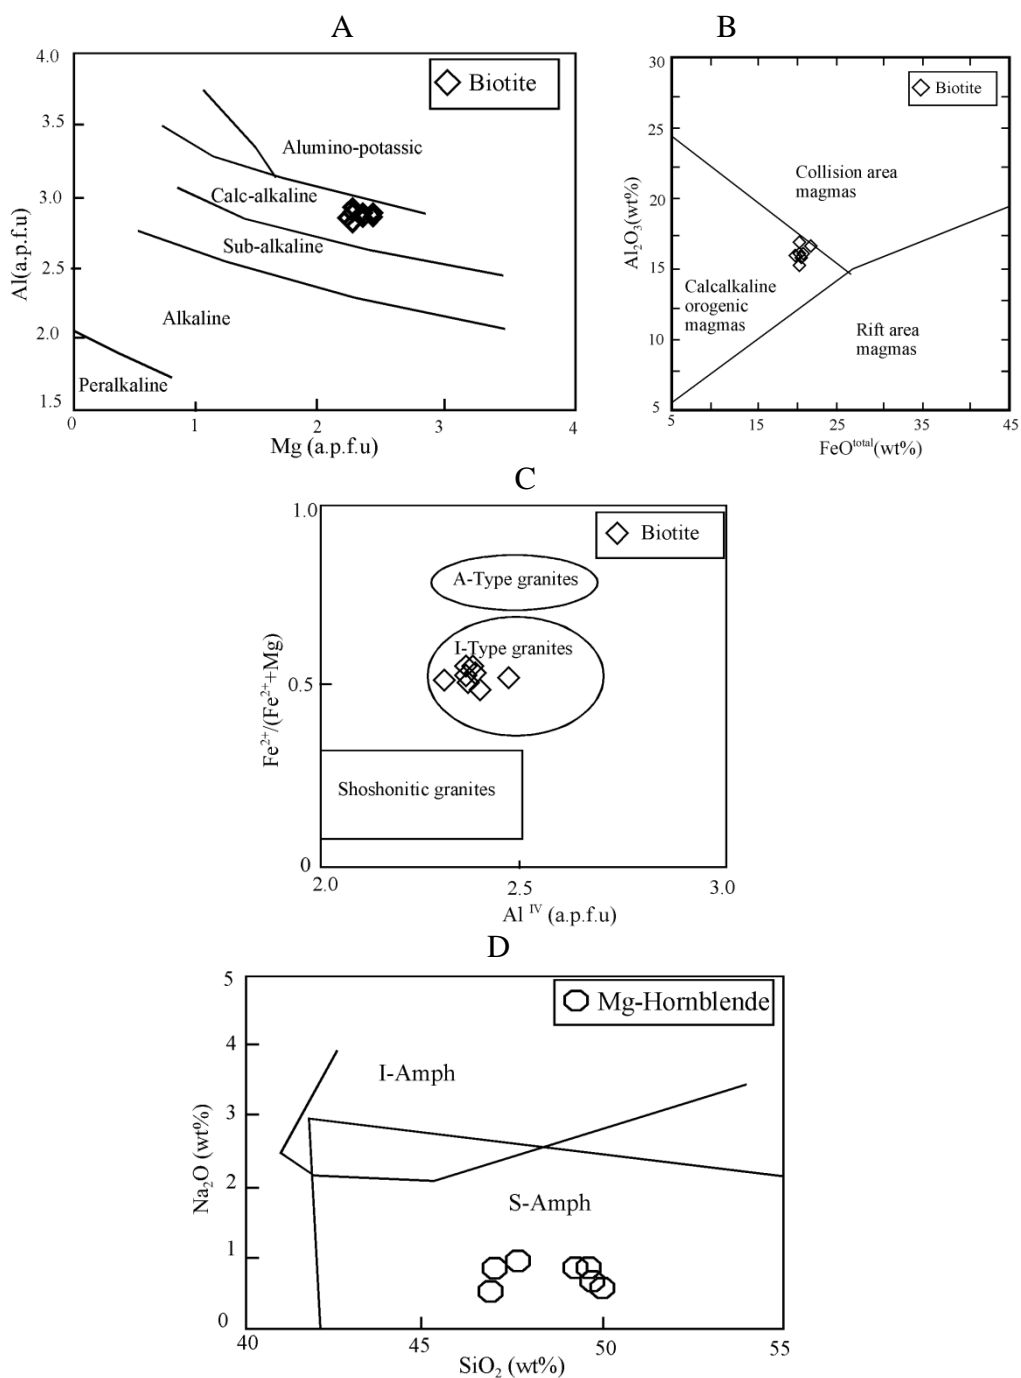 A
B
4.0
3.5
3.0
2.5
2.0
1.5
Al(a.p.f.u)
Biotite
Alumino-potassic
Calc-alkaline
Sub-alkaline
Alkaline
Peralkaline
0
1
2
3
4
Mg (a.p.f.u)
30
25
20
15
10
5
Al₂O₃(wt%)
Biotite
Collision area
magmas
Calcalkaline
orogenic
magmas
Rift area
magmas
5
15
25
35
45
FeOᵗᵒᵗᵃˡ(wt%)
C
1.0
0.5
0
Fe²⁺/(Fe²⁺+Mg)
Biotite
A-Type granites
I-Type granites
Shoshonitic granites
2.0
2.5
3.0
Al ᴵⱽ (a.p.f.u)
D
5
4
3
2
1
0
Na₂O (wt%)
Mg-Hornblende
I-Amph
S-Amph
40
45
50
55
SiO₂ (wt%)